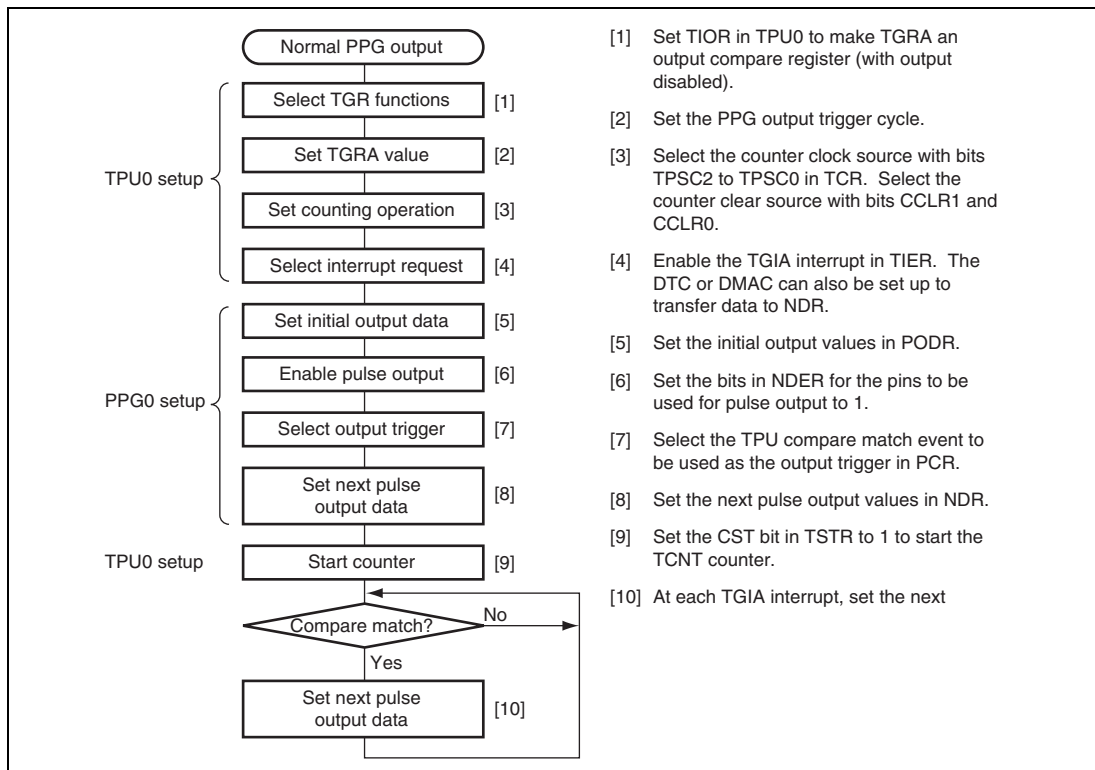 Normal PPG output
Select TGR functions [1]
Set TGRA value [2]
TPU0 setup
Set counting operation [3]
Select interrupt request [4]
Set initial output data [5]
Enable pulse output [6]
PPG0 setup
Select output trigger [7]
Set next pulse
output data
[8]
TPU0 setup
Start counter [9]
Compare match?
No
Yes
Set next pulse
output data
[10]
[1] Set TIOR in TPU0 to make TGRA an
output compare register (with output
disabled).
[2] Set the PPG output trigger cycle.
[3] Select the counter clock source with bits
TPSC2 to TPSC0 in TCR. Select the
counter clear source with bits CCLR1 and
CCLR0.
[4] Enable the TGIA interrupt in TIER. The
DTC or DMAC can also be set up to
transfer data to NDR.
[5] Set the initial output values in PODR.
[6] Set the bits in NDER for the pins to be
used for pulse output to 1.
[7] Select the TPU compare match event to
be used as the output trigger in PCR.
[8] Set the next pulse output values in NDR.
[9] Set the CST bit in TSTR to 1 to start the
TCNT counter.
[10] At each TGIA interrupt, set the next